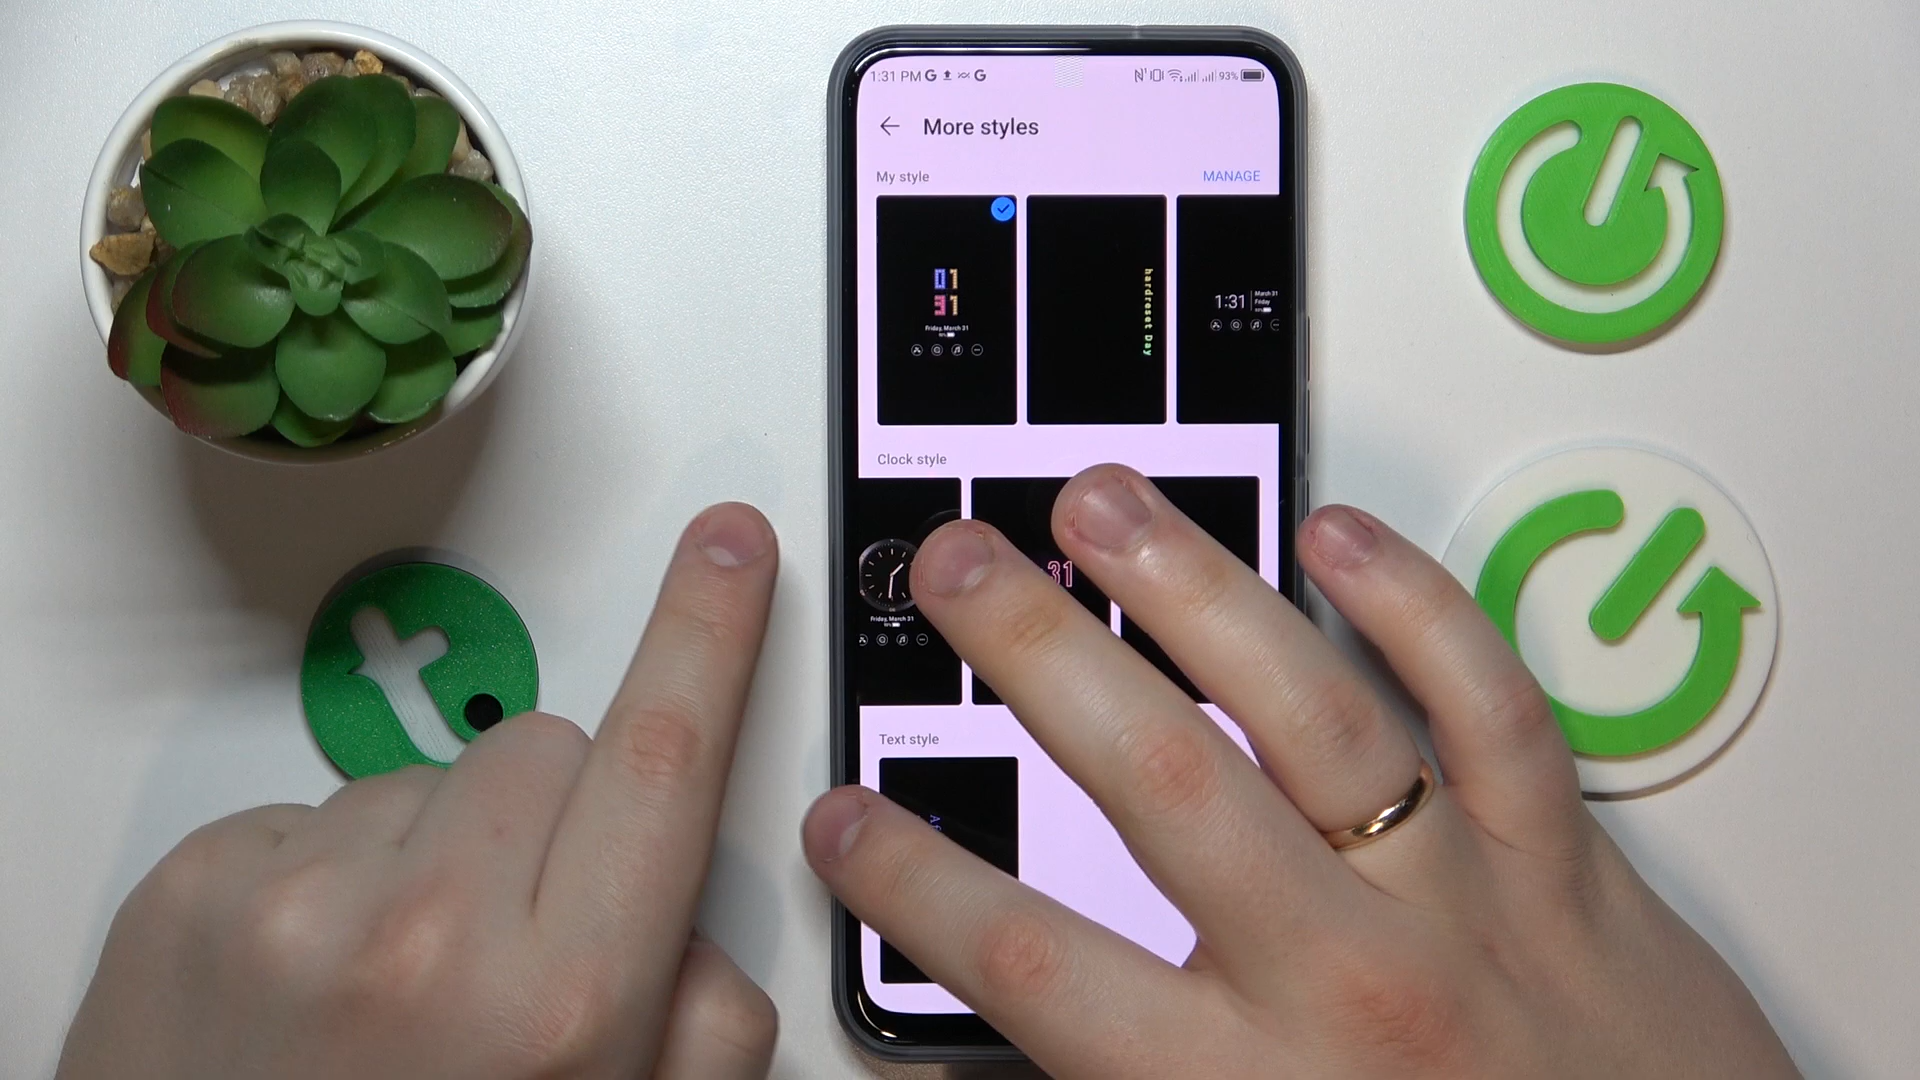 1:31 PM G G 93%
More styles
My style MANAGE
01
31
Friday, March 31
hardreset Day
1:31 March 31
Friday
Clock style
31
Friday, March 31
Text style
t.